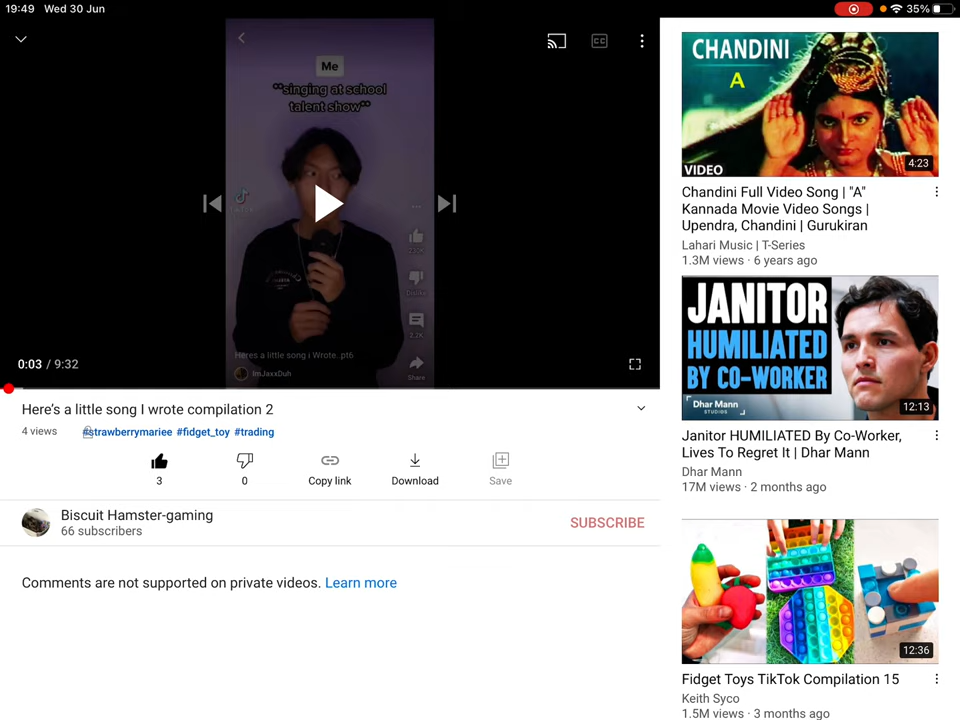 19:49 Wed 30 Jun
35%
Me
**singing at school
talent show**
Dislike
Share
Heres a little song i Wrote. pt6
ImJaxxDuh
0:03 / 9:32
Here's a little song I wrote compilation 2
4 views #strawberrymariee #fidget_toy #trading
3
0
Copy link
Download
Save
Biscuit Hamster-gaming
66 subscribers
SUBSCRIBE
Comments are not supported on private videos. Learn more
CHANDINI
A
VIDEO
4:23
Chandini Full Video Song | "A"
Kannada Movie Video Songs |
Upendra, Chandini | Gurukiran
Lahari Music | T-Series
1.3M views · 6 years ago
JANITOR
HUMILIATED
BY CO-WORKER
Dhar Mann
STUDIOS
12:13
Janitor HUMILIATED By Co-Worker,
Lives To Regret It | Dhar Mann
Dhar Mann
17M views · 2 months ago
12:36
Fidget Toys TikTok Compilation 15
Keith Syco
1.5M views · 3 months ago